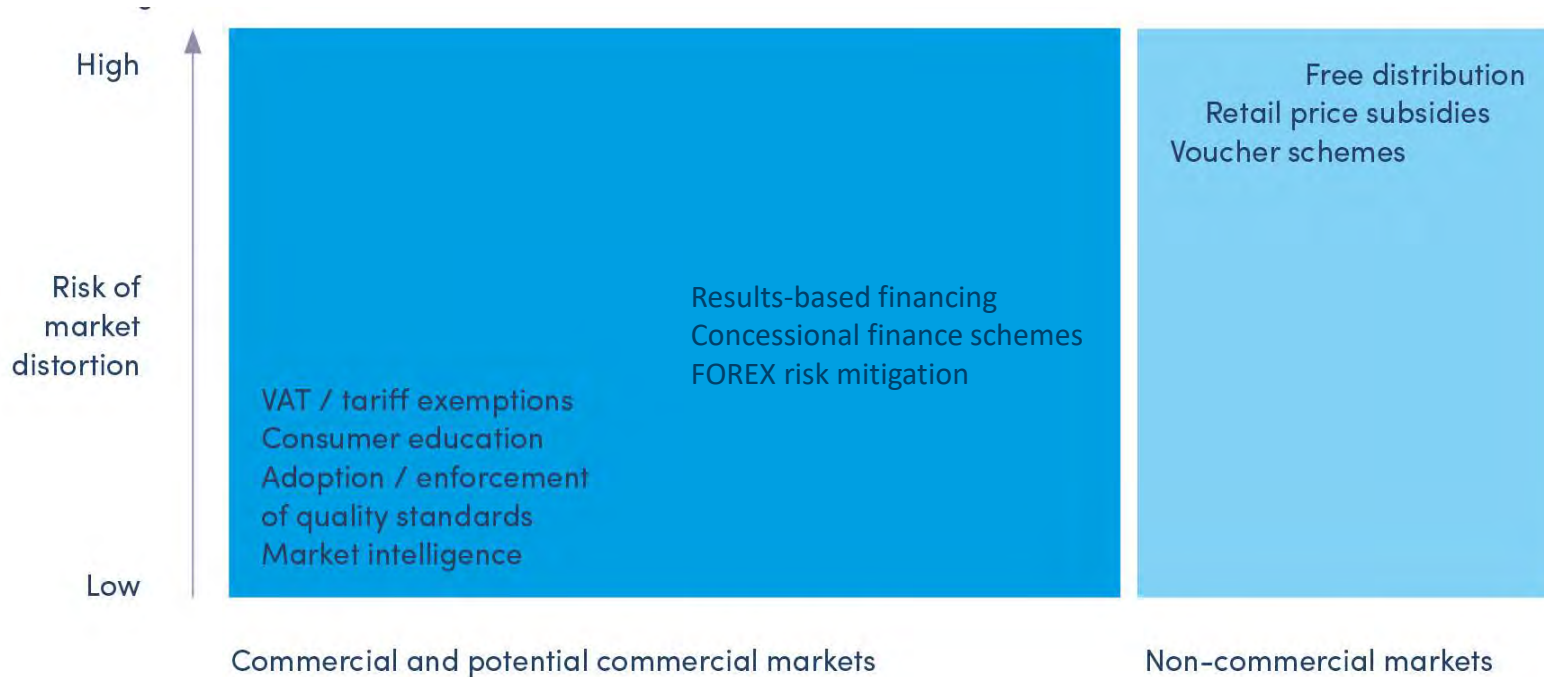 High
Free distribution
Retail price subsidies
Voucher schemes
Risk of
market
distortion
Results-based financing
Concessional finance schemes
FOREX risk mitigation
VAT / tariff exemptions
Consumer education
Adoption / enforcement
of quality standards
Market intelligence
Low
Commercial and potential commercial markets
Non-commercial markets